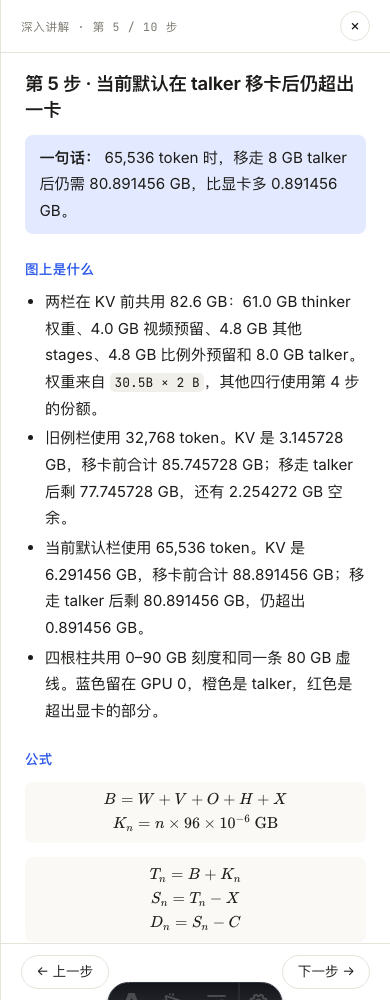 深入讲解 · 第 5 / 10 步
×
第 5 步 · 当前默认在 talker 移卡后仍超出
一卡
一句话： 65,536 token 时，移走 8 GB talker
后仍需 80.891456 GB，比显卡多 0.891456
GB。
图上是什么
• 两栏在 KV 前共用 82.6 GB：61.0 GB thinker
权重、4.0 GB 视频预留、4.8 GB 其他
stages、4.8 GB 比例外预留和 8.0 GB talker。
权重来自 30.5B × 2 B，其他四行使用第 4 步
的份额。
• 旧例栏使用 32,768 token。KV 是 3.145728
GB，移卡前合计 85.745728 GB；移走 talker
后剩 77.745728 GB，还有 2.254272 GB 空
余。
• 当前默认栏使用 65,536 token。KV 是
6.291456 GB，移卡前合计 88.891456 GB；移
走 talker 后剩 80.891456 GB，仍超出
0.891456 GB。
• 四根柱共用 0–90 GB 刻度和同一条 80 GB 虚
线。蓝色留在 GPU 0，橙色是 talker，红色是
超出显卡的部分。
公式
B = W + V + O + H + X
Kₙ = n × 96 × 10⁻⁶ GB
Tₙ = B + Kₙ
Sₙ = Tₙ − X
Dₙ = Sₙ − C
← 上一步
下一步 →